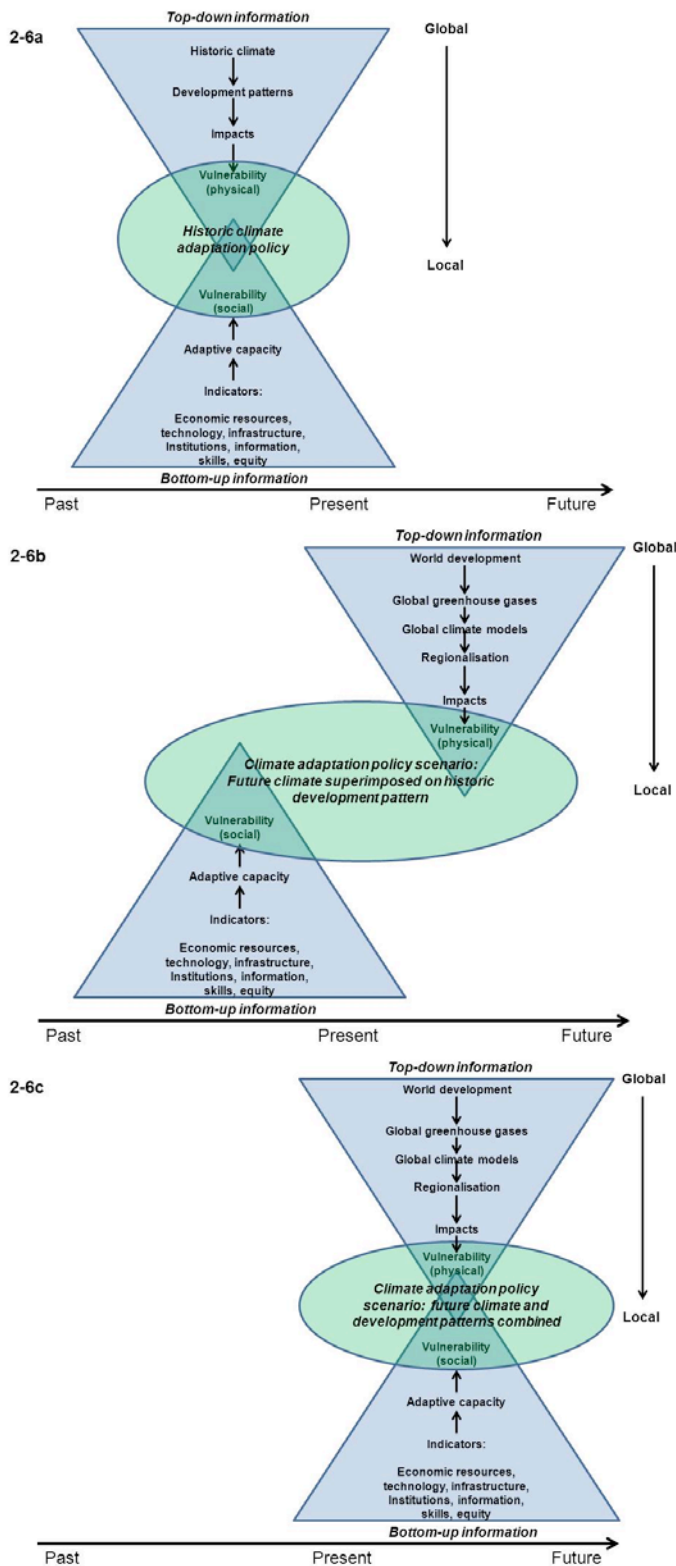 Top-down information
2-6a
Global
Historic climate
Development patterns
Impacts
Vulnerability
(physical)
Historic climate
adaptation policy
Local
Vulnerability
(social)
Adaptive capacity
Indicators:
Economic resources,
technology, infrastructure,
Institutions, information,
skills, equity
Bottom-up information
Past Present Future
2-6b
Top-down information
Global
World development
Global greenhouse gases
Global climate models
Regionalisation
Impacts
Vulnerability
(physical)
Climate adaptation policy scenario:
Future climate superimposed on historic
development pattern
Local
Vulnerability
(social)
Adaptive capacity
Indicators:
Economic resources,
technology, infrastructure,
Institutions, information,
skills, equity
Bottom-up information
Past Present Future
2-6c
Top-down information
Global
World development
Global greenhouse gases
Global climate models
Regionalisation
Impacts
Vulnerability
(physical)
Climate adaptation policy
scenario: future climate and
development patterns combined
Local
Vulnerability
(social)
Adaptive capacity
Indicators:
Economic resources,
technology, infrastructure,
Institutions, information,
skills, equity
Bottom-up information
Past Present Future